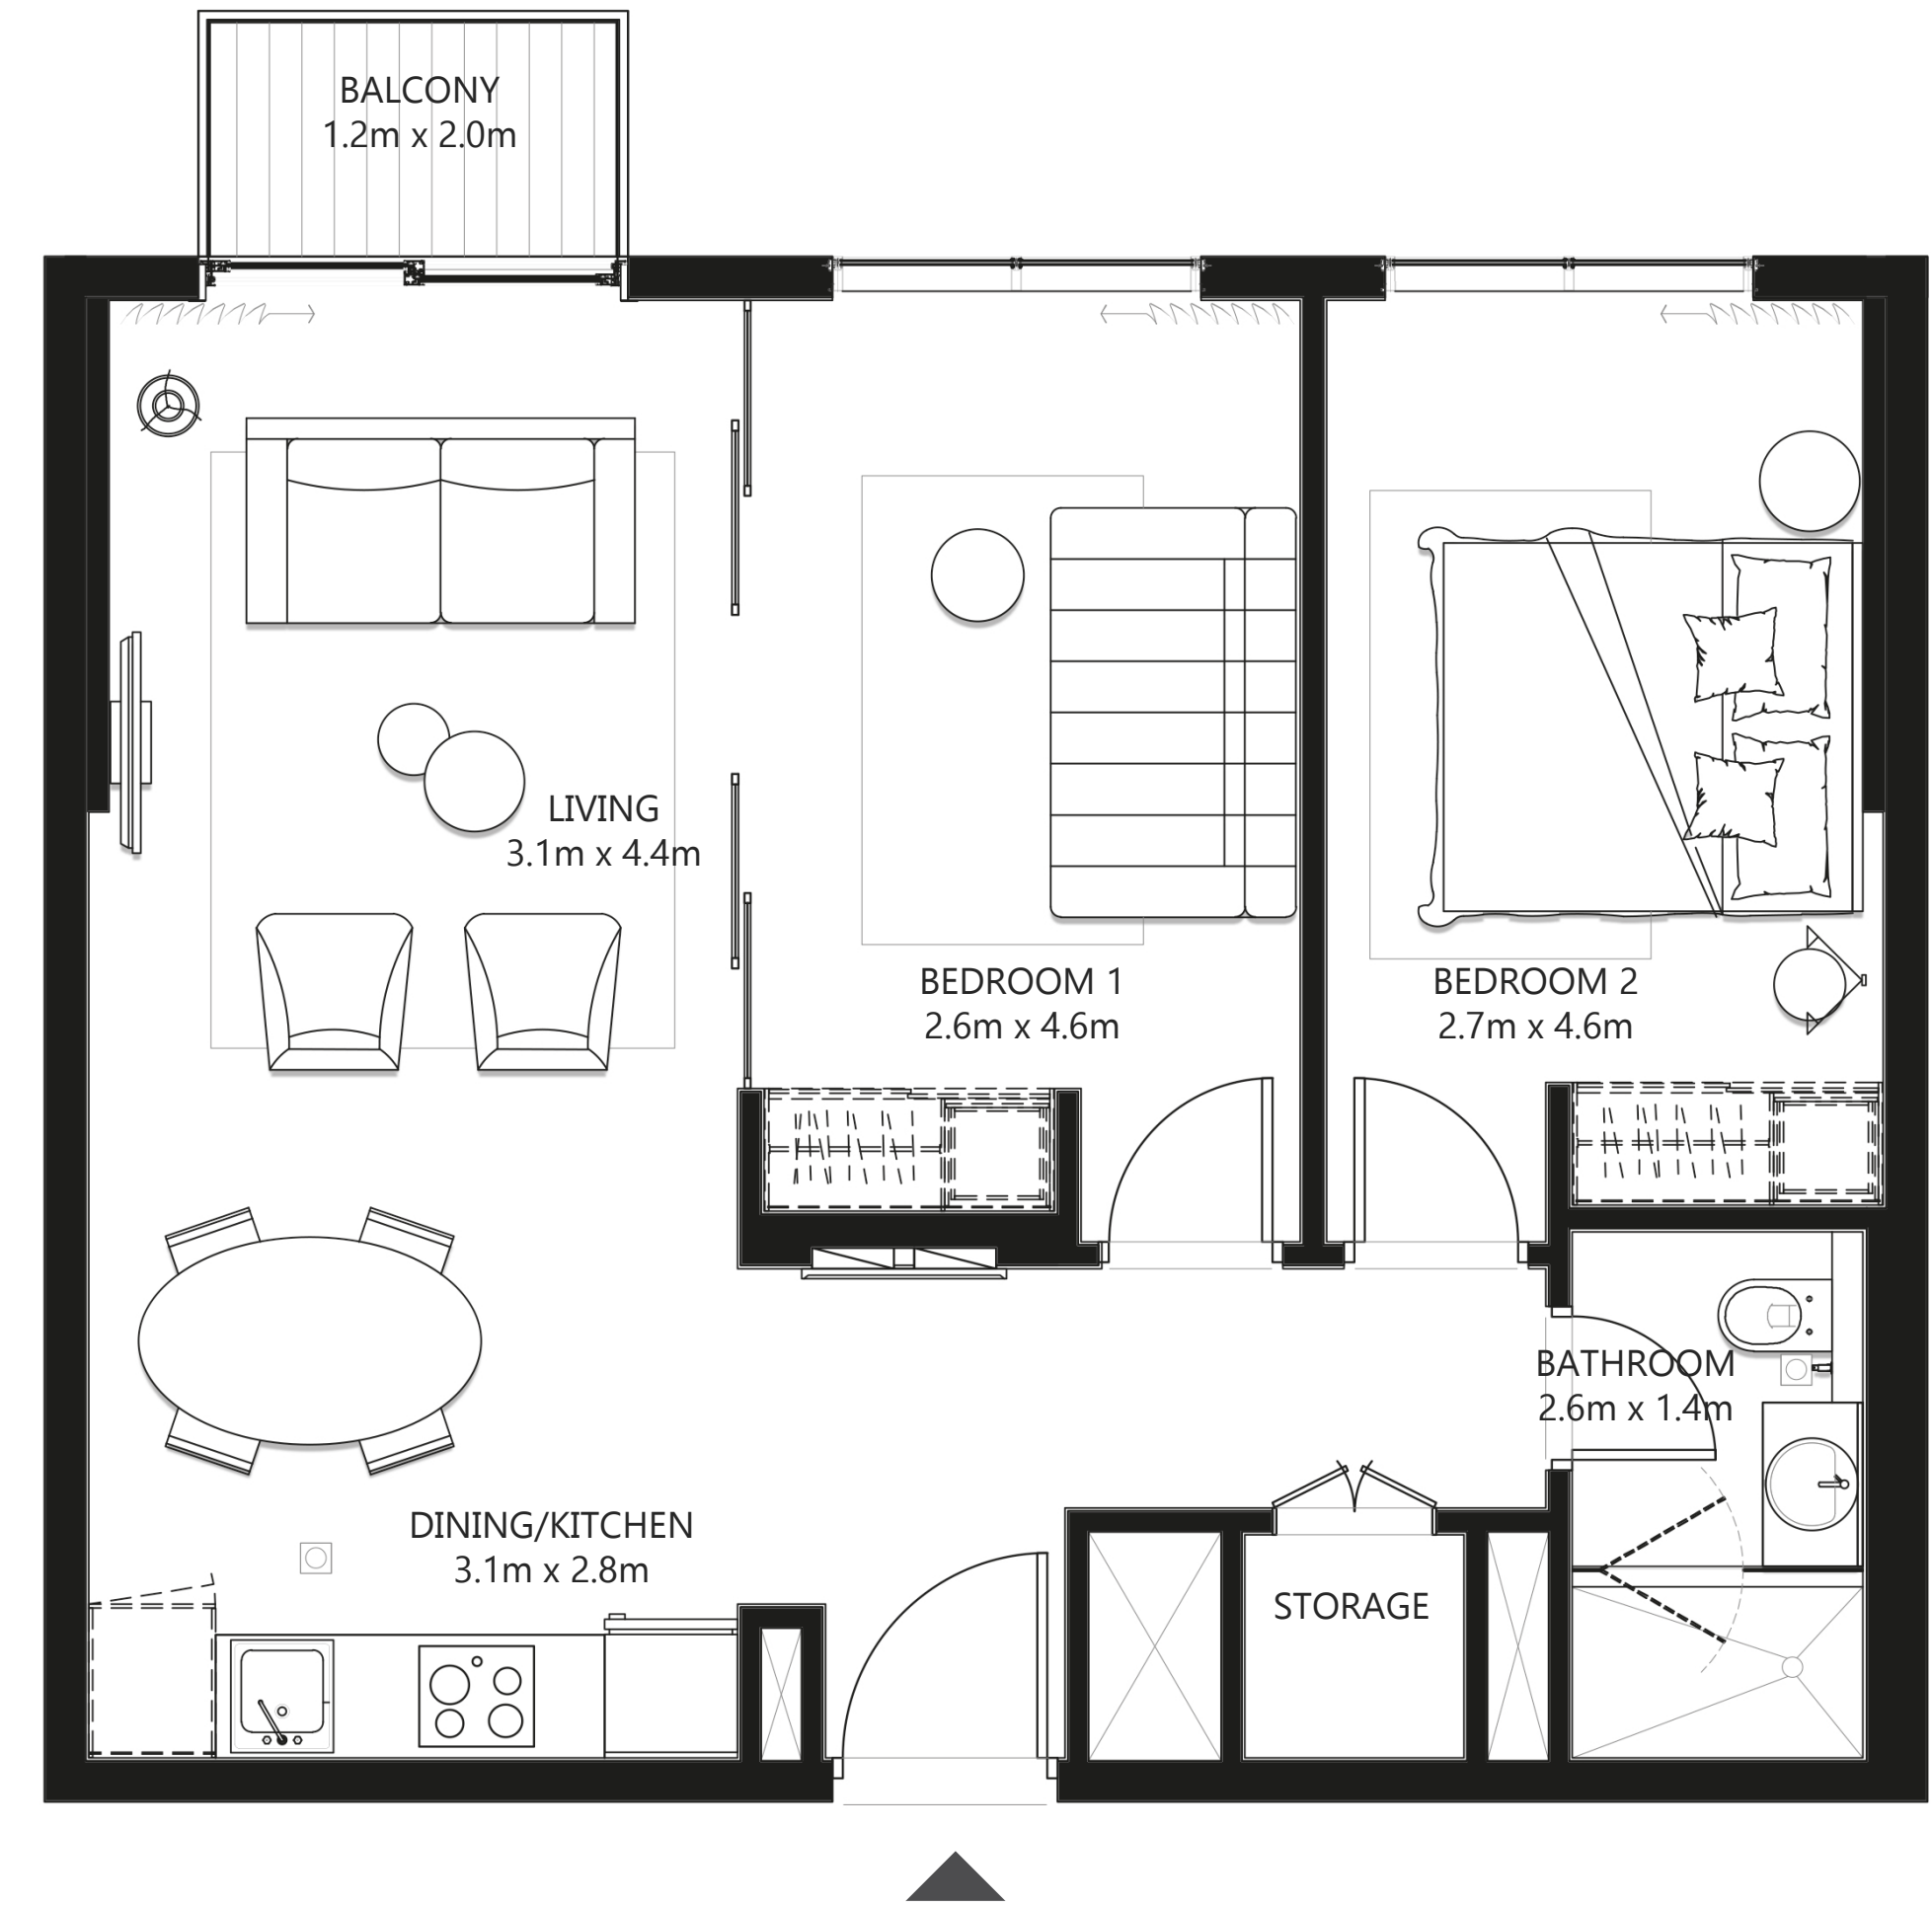 BALCONY
1.2m x 2.0m
LIVING
3.1m x 4.4m
BEDROOM 1
2.6m x 4.6m
BEDROOM 2
2.7m x 4.6m
BATHROOM
2.6m x 1.4m
DINING/KITCHEN
3.1m x 2.8m
STORAGE